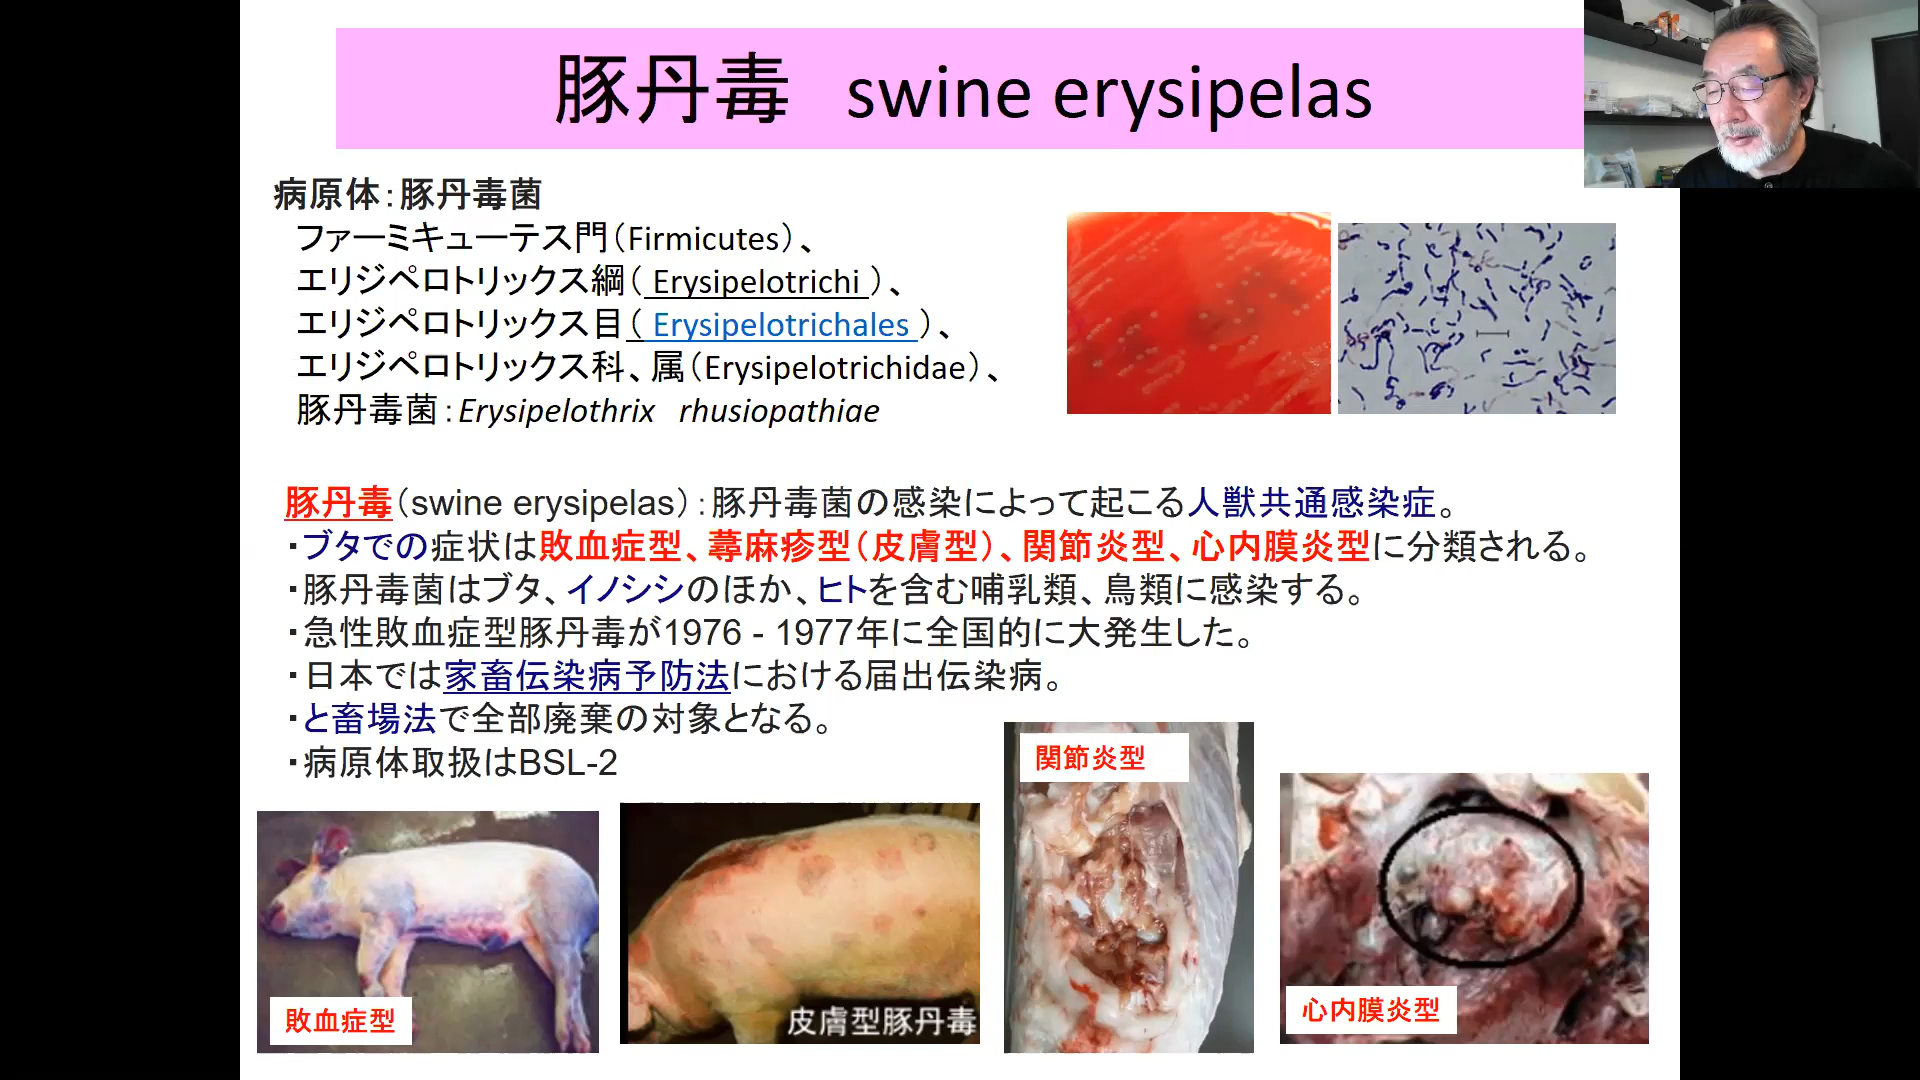 豚丹毒 swine erysipelas
病原体：豚丹毒菌
ファーミキューテス門（Firmicutes）、
エリジペロトリックス綱（ Erysipelotrichi ）、
エリジペロトリックス目（ Erysipelotrichales ）、
エリジペロトリックス科、属（Erysipelotrichidae）、
豚丹毒菌：Erysipelothrix rhusiopathiae
豚丹毒（swine erysipelas）：豚丹毒菌の感染によって起こる人獣共通感染症。
・ブタでの症状は敗血症型、蕁麻疹型（皮膚型）、関節炎型、心内膜炎型に分類される。
・豚丹毒菌はブタ、イノシシのほか、ヒトを含む哺乳類、鳥類に感染する。
・急性敗血症型豚丹毒が1976 - 1977年に全国的に大発生した。
・日本では家畜伝染病予防法における届出伝染病。
・と畜場法で全部廃棄の対象となる。
・病原体取扱はBSL-2
敗血症型
皮膚型豚丹毒
関節炎型
心内膜炎型